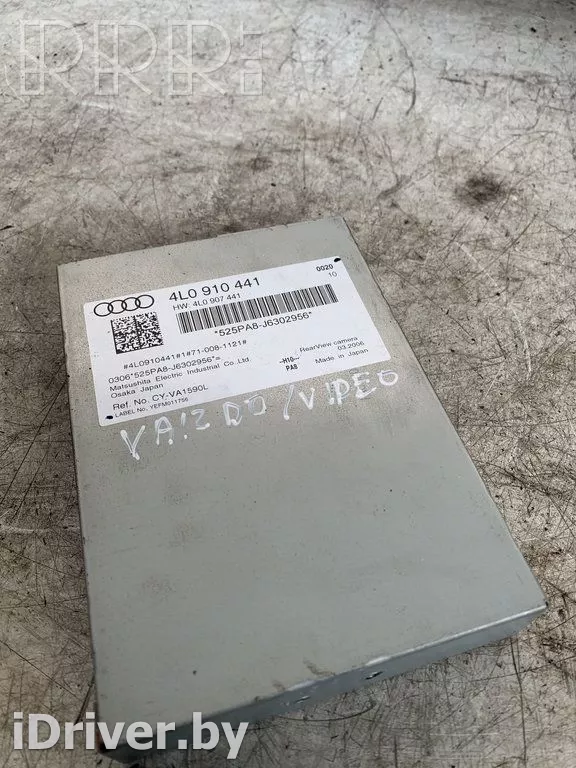 RRR.LT
4L0 910 441
HW: 4L0 907 441
0020
10
*525PA8-J6302956*
#4L0910441#1#71-008-1121#
0306*525PA8-J6302956*=
Matsushita Electric Industrial Co., Ltd.
Osaka Japan
-H10-
PA8
RearView camera
03.2006
Made in Japan
Ref. No. CY-VA1590L
LABEL No. YEFM011756
VAIZDO/VIDEO
iDriver.by